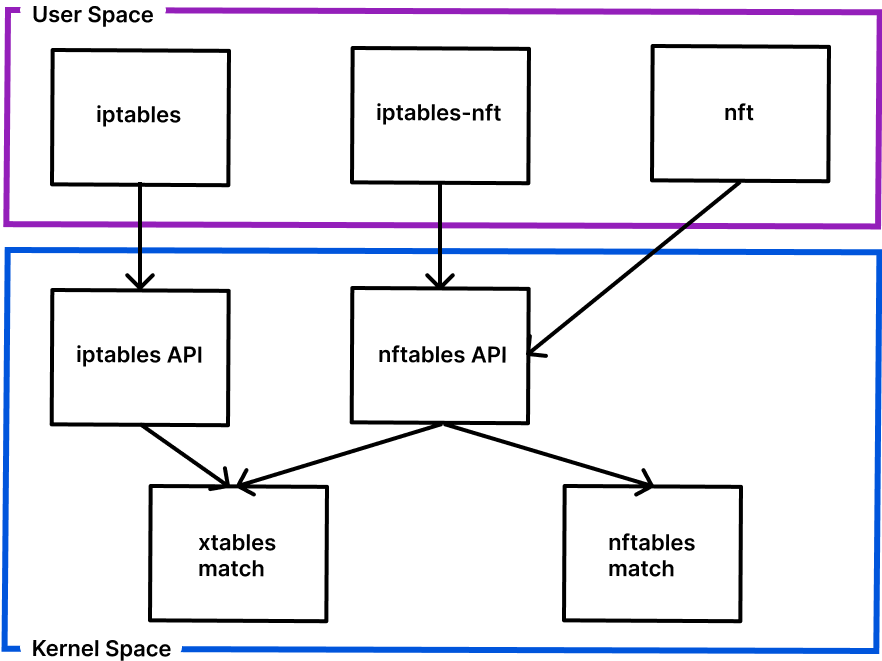 User Space
iptables
iptables-nft
nft
iptables API
nftables API
xtables
match
nftables
match
Kernel Space